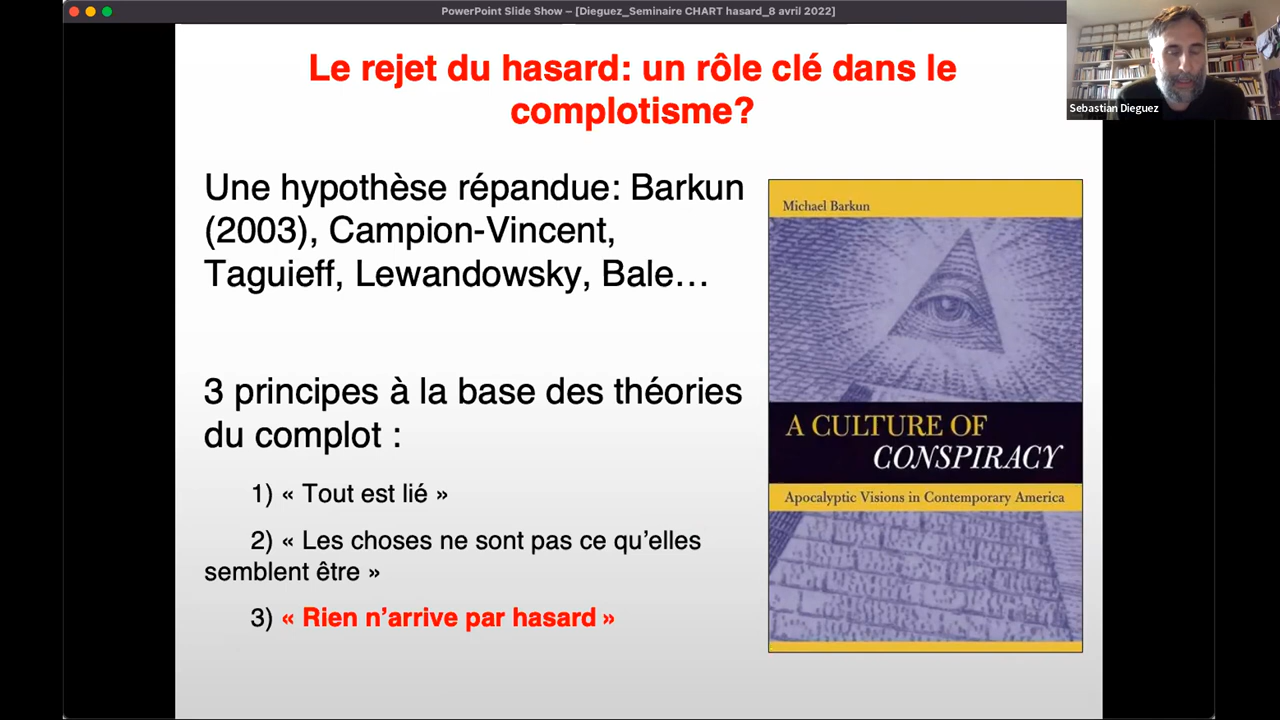 PowerPoint Slide Show – [Dieguez_Seminaire CHART hasard_8 avril 2022]
Sebastian Dieguez
Le rejet du hasard: un rôle clé dans le
complotisme?
Une hypothèse répandue: Barkun
(2003), Campion-Vincent,
Taguieff, Lewandowsky, Bale…
3 principes à la base des théories
du complot :
1) « Tout est lié »
2) « Les choses ne sont pas ce qu’elles
semblent être »
3) « Rien n’arrive par hasard »
Michael Barkun
A CULTURE OF
CONSPIRACY
Apocalyptic Visions in Contemporary America